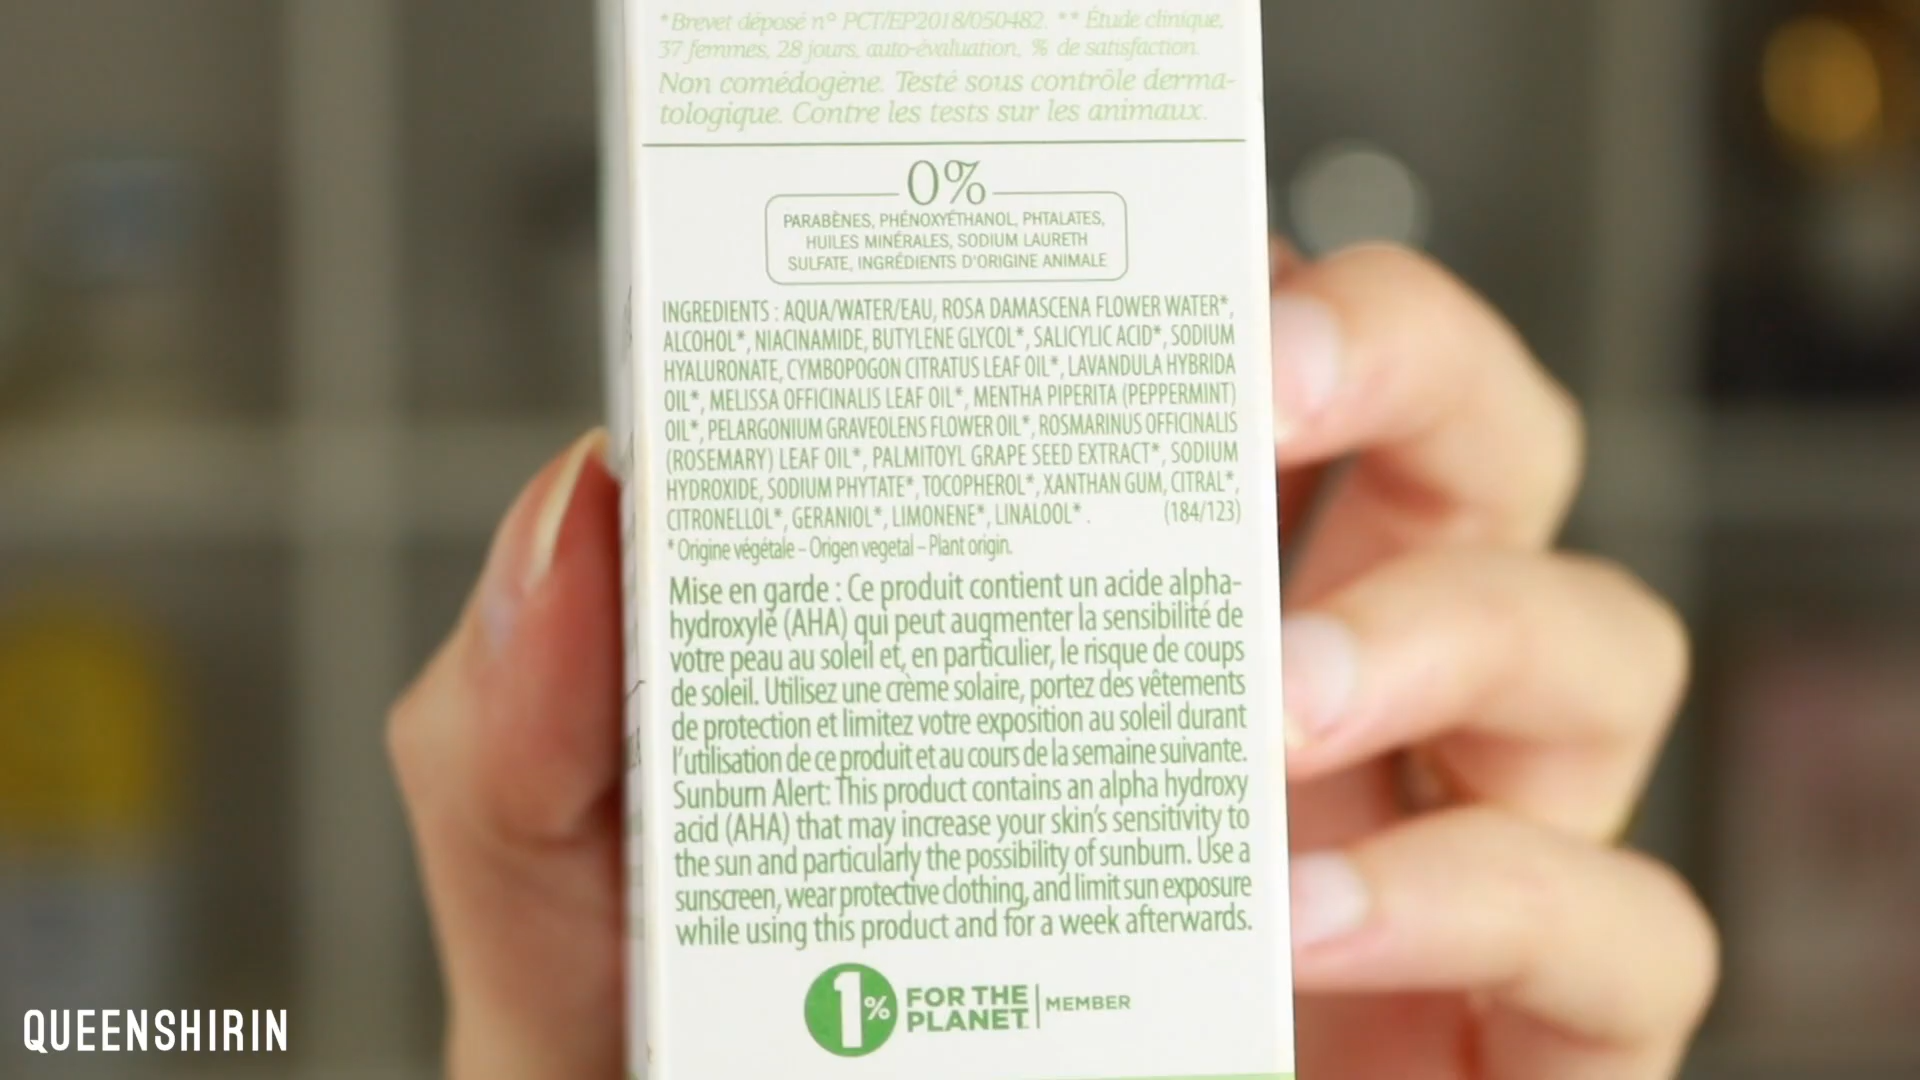 *Brevet déposé n° PCT/EP2018/050482. ** Étude clinique,
37 femmes, 28 jours, auto-évaluation, % de satisfaction.
Non comédogène. Testé sous contrôle derma-
tologique. Contre les tests sur les animaux.
0%
PARABÈNES, PHÉNOXYÉTHANOL, PHTALATES,
HUILES MINÉRALES, SODIUM LAURETH
SULFATE, INGRÉDIENTS D'ORIGINE ANIMALE
INGREDIENTS : AQUA/WATER/EAU, ROSA DAMASCENA FLOWER WATER*,
ALCOHOL*, NIACINAMIDE, BUTYLENE GLYCOL*, SALICYLIC ACID*, SODIUM
HYALURONATE, CYMBOPOGON CITRATUS LEAF OIL*, LAVANDULA HYBRIDA
OIL*, MELISSA OFFICINALIS LEAF OIL*, MENTHA PIPERITA (PEPPERMINT)
OIL*, PELARGONIUM GRAVEOLENS FLOWER OIL*, ROSMARINUS OFFICINALIS
(ROSEMARY) LEAF OIL*, PALMITOYL GRAPE SEED EXTRACT*, SODIUM
HYDROXIDE, SODIUM PHYTATE*, TOCOPHEROL*, XANTHAN GUM, CITRAL*,
CITRONELLOL*, GERANIOL*, LIMONENE*, LINALOOL*. (184/123)
*Origine végétale – Origen vegetal – Plant origin.
Mise en garde : Ce produit contient un acide alpha-
hydroxylé (AHA) qui peut augmenter la sensibilité de
votre peau au soleil et, en particulier, le risque de coups
de soleil. Utilisez une crème solaire, portez des vêtements
de protection et limitez votre exposition au soleil durant
l'utilisation de ce produit et au cours de la semaine suivante.
Sunburn Alert: This product contains an alpha hydroxy
acid (AHA) that may increase your skin's sensitivity to
the sun and particularly the possibility of sunburn. Use a
sunscreen, wear protective clothing, and limit sun exposure
while using this product and for a week afterwards.
1% FOR THE
PLANET
MEMBER
QUEENSHIRIN